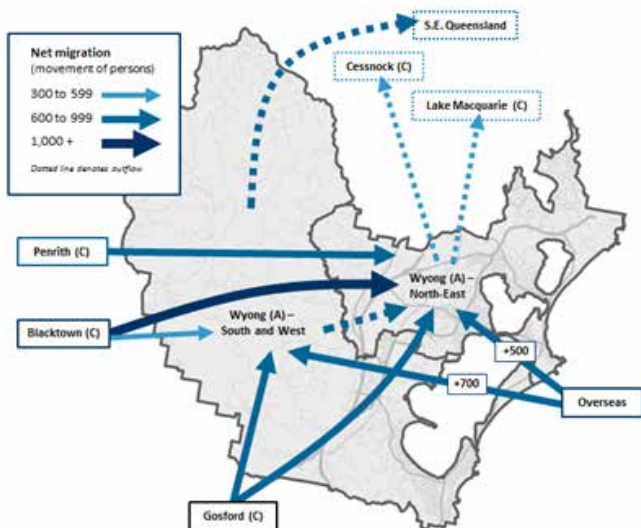 S.E. Queensland
Net migration
(movement of persons)
300 to 599
600 to 999
1,000 +
Dotted line denotes outflow
Cessnock (C)
Lake Macquarie (C)
Penrith (C)
Wyong (A) –
North-East
Wyong (A) –
South and West
Blacktown (C)
+500
+700
Overseas
Gosford (C)